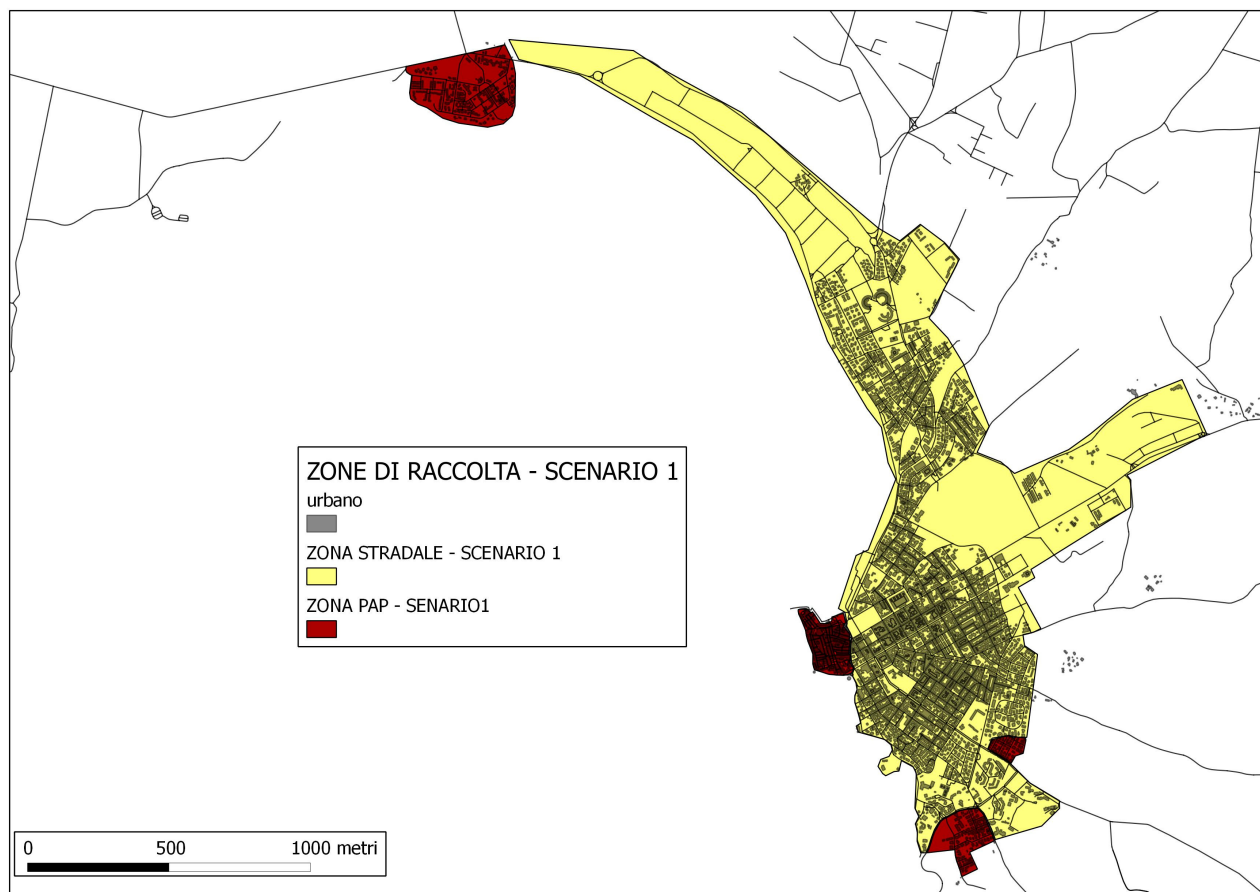 ZONE DI RACCOLTA - SCENARIO 1
urbano
ZONA STRADALE - SCENARIO 1
ZONA PAP - SENARIO1
0 500 1000 metri